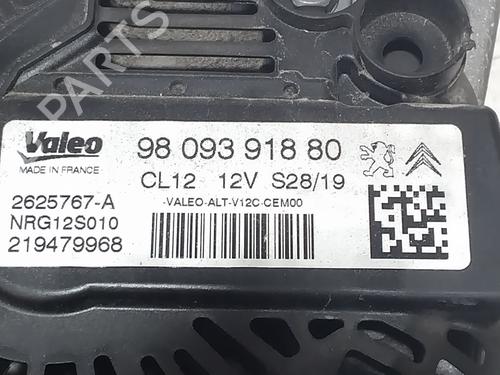 PARTS
Valeo
MADE IN FRANCE
98 093 918 80
CL12 12V S28/19
-VALEO-ALT-V12C-CEM00
2625767-A
NRG12S010
219479968